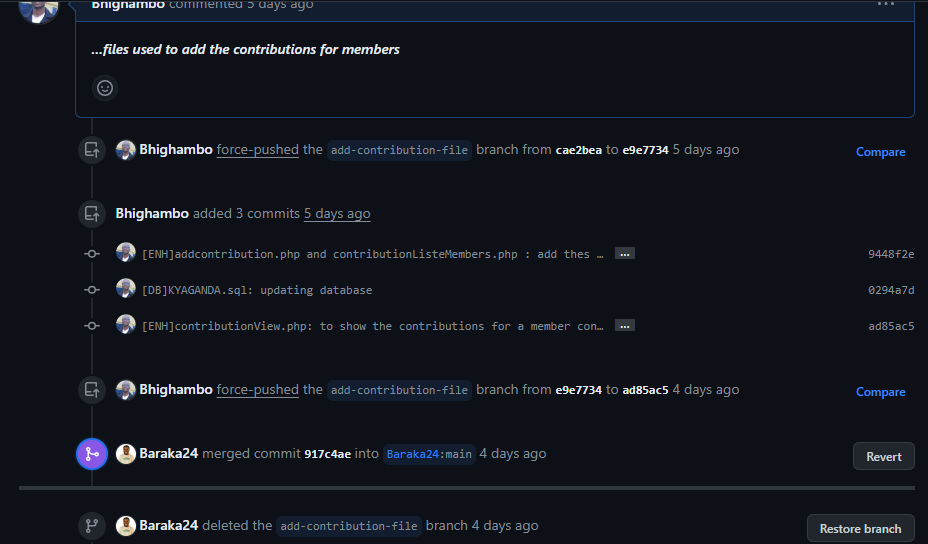 Bhighambo commented 5 days ago
...files used to add the contributions for members
Bhighambo force-pushed the add-contribution-file branch from cae2bea to e9e7734 5 days ago
Compare
Bhighambo added 3 commits 5 days ago
[ENH]addcontribution.php and contributionListeMembers.php : add thes … ...
9448f2e
[DB]KYAGANDA.sql: updating database
0294a7d
[ENH]contributionView.php: to show the contributions for a member con… ...
ad85ac5
Bhighambo force-pushed the add-contribution-file branch from e9e7734 to ad85ac5 4 days ago
Compare
Baraka24 merged commit 917c4ae into Baraka24:main 4 days ago
Revert
Baraka24 deleted the add-contribution-file branch 4 days ago
Restore branch